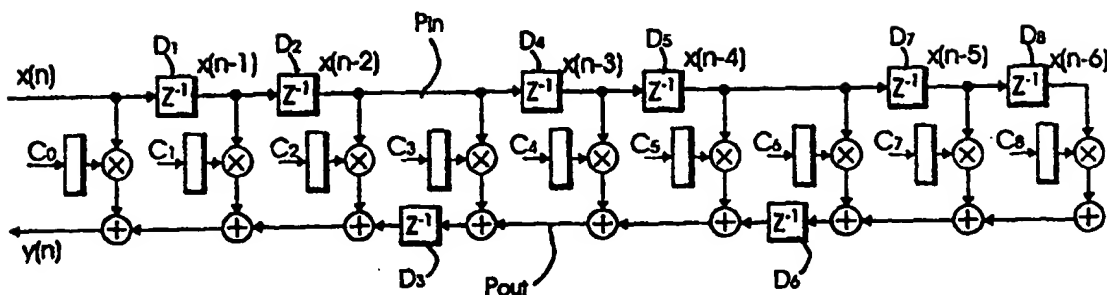 Pin
D1 D2 D4 D5 D7 D8
x(n) Z-1 x(n-1) Z-1 x(n-2) Z-1 x(n-3) Z-1 x(n-4) Z-1 x(n-5) Z-1 x(n-6)
C0 C1 C2 C3 C4 C5 C6 C7 C8
y(n) Z-1 Z-1
D3 Pout D6